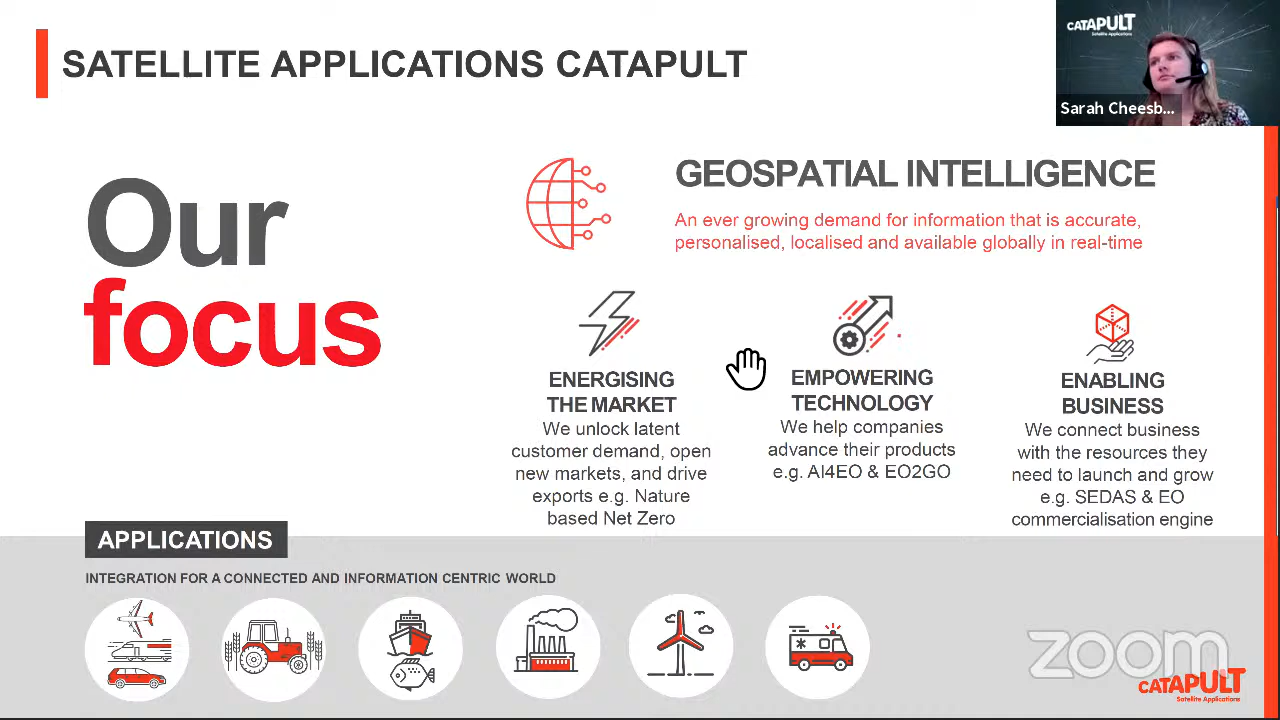 SATELLITE APPLICATIONS CATAPULT
CATAPULT
Satellite Applications
Sarah Cheesb...
Our
focus
GEOSPATIAL INTELLIGENCE
An ever growing demand for information that is accurate,
personalised, localised and available globally in real-time
ENERGISING
THE MARKET
We unlock latent
customer demand, open
new markets, and drive
exports e.g. Nature
based Net Zero
EMPOWERING
TECHNOLOGY
We help companies
advance their products
e.g. AI4EO & EO2GO
ENABLING
BUSINESS
We connect business
with the resources they
need to launch and grow
e.g. SEDAS & EO
commercialisation engine
APPLICATIONS
INTEGRATION FOR A CONNECTED AND INFORMATION CENTRIC WORLD
zoom
CATAPULT
Satellite Applications